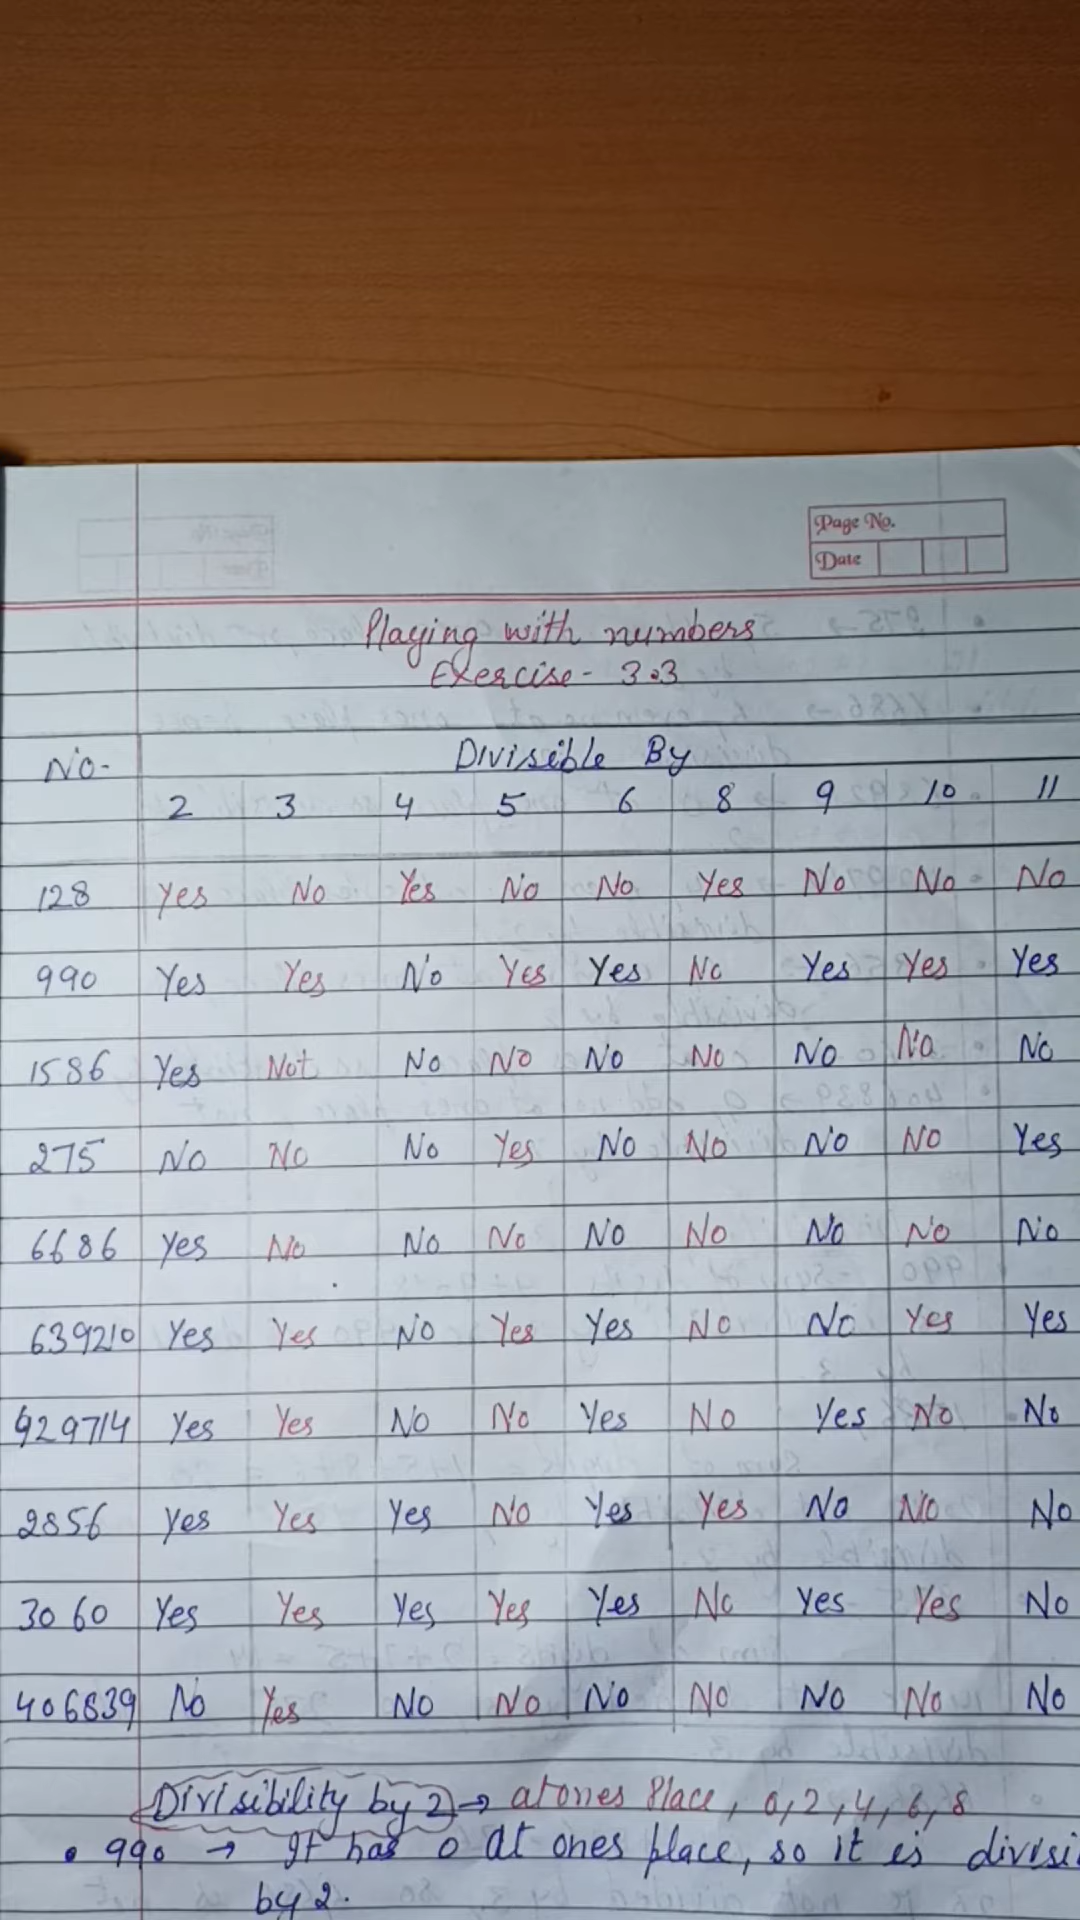 Page No.
Date
Playing with numbers
Exercise - 3.3
No. Divisible By
2 3 4 5 6 8 9 10 11
128 Yes No Yes No No Yes No No No
990 Yes Yes No Yes Yes No Yes Yes Yes
1586 Yes Not No No No No No No No
275 No No No Yes No No No No Yes
6686 Yes No No No No No No No No
639210 Yes Yes No Yes Yes No No Yes Yes
429714 Yes Yes No No Yes No Yes No No
2856 Yes Yes Yes No Yes Yes No No No
3060 Yes Yes Yes Yes Yes No Yes Yes No
406839 No Yes No No No No No No No
Divisibility by 2 → at ones Place, 0, 2, 4, 6, 8
• 990 → It has 0 at ones place, so it is divisi
by 2.